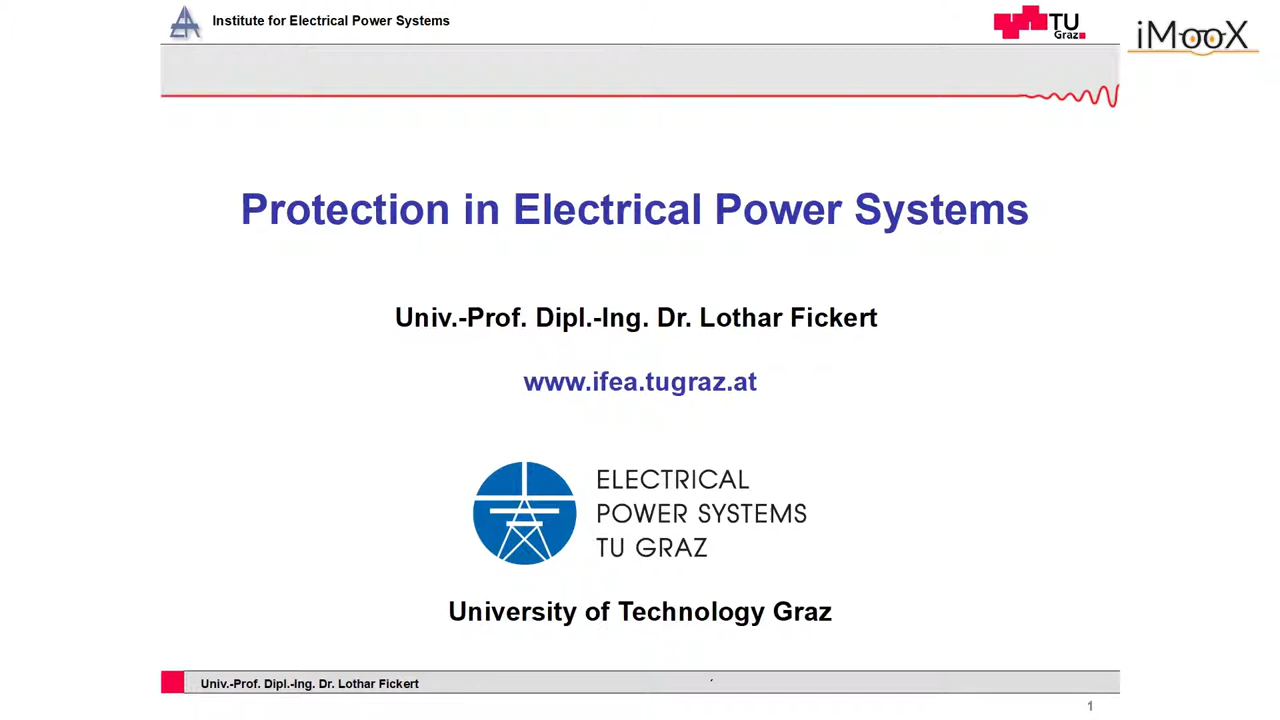 Institute for Electrical Power Systems
TU
Graz
iMooX
Protection in Electrical Power Systems
Univ.-Prof. Dipl.-Ing. Dr. Lothar Fickert
www.ifea.tugraz.at
ELECTRICAL
POWER SYSTEMS
TU GRAZ
University of Technology Graz
Univ.-Prof. Dipl.-Ing. Dr. Lothar Fickert
1